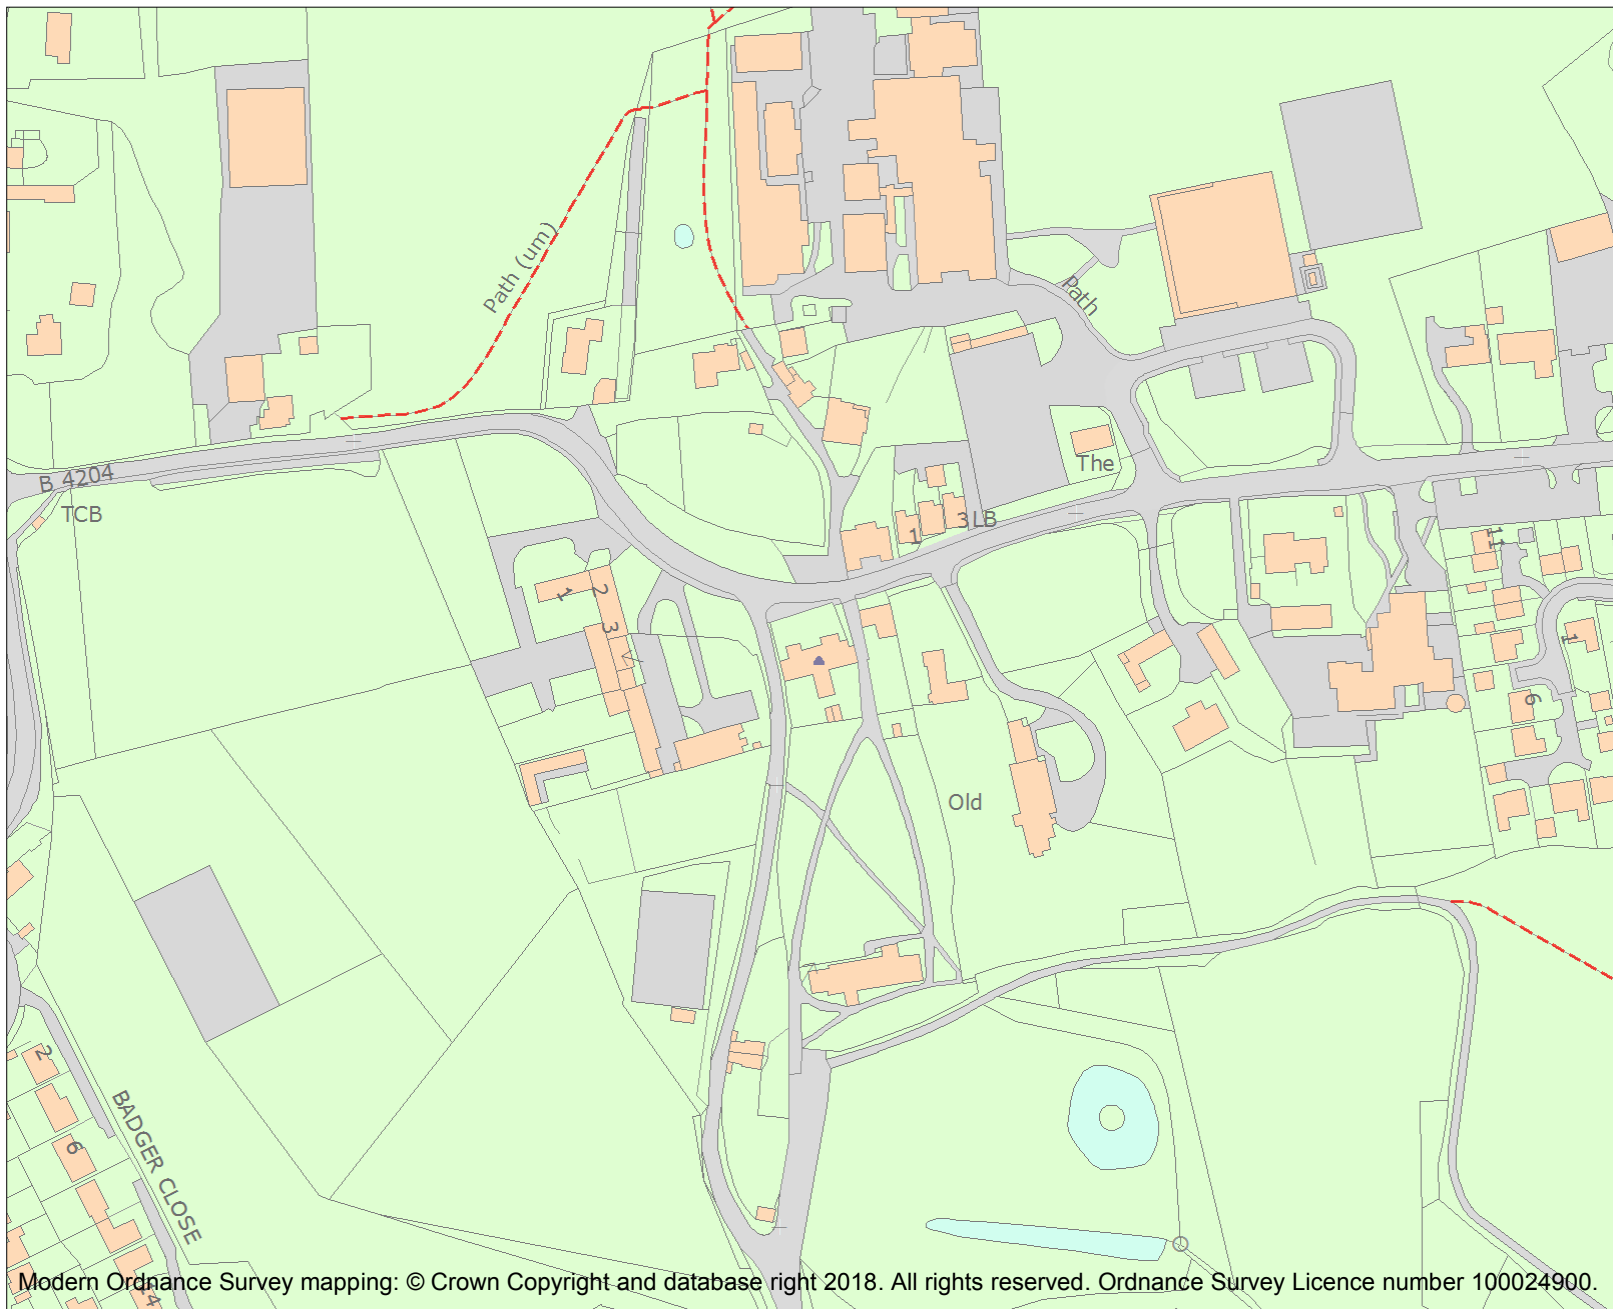 Path (um)
Path
B 4204
TCB
The
1
3
LB
11
1
2
3
1
6
Old
2
6
BADGER CLOSE
14
Modern Ordnance Survey mapping: © Crown Copyright and database right 2018. All rights reserved. Ordnance Survey Licence number 100024900.